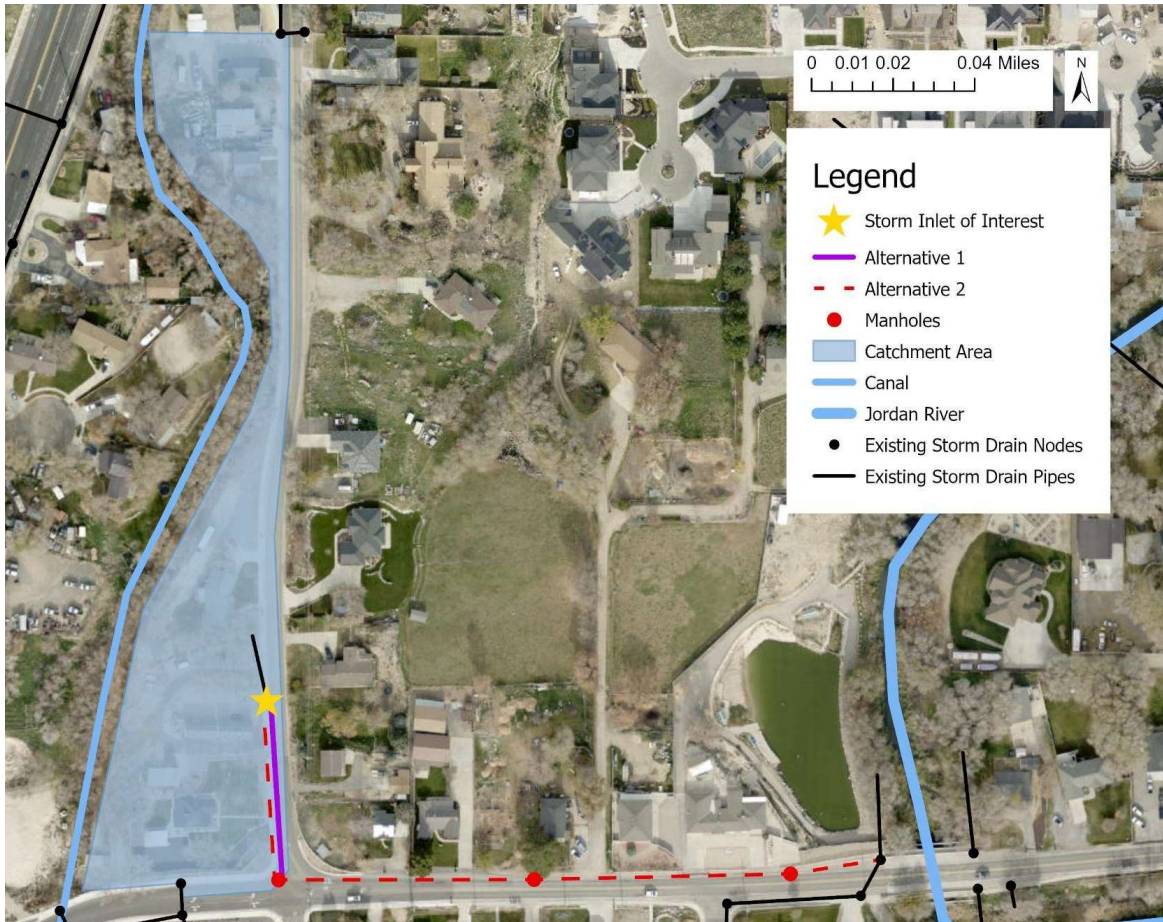 0 0.01 0.02 0.04 Miles
N
Legend
Storm Inlet of Interest
Alternative 1
Alternative 2
Manholes
Catchment Area
Canal
Jordan River
Existing Storm Drain Nodes
Existing Storm Drain Pipes